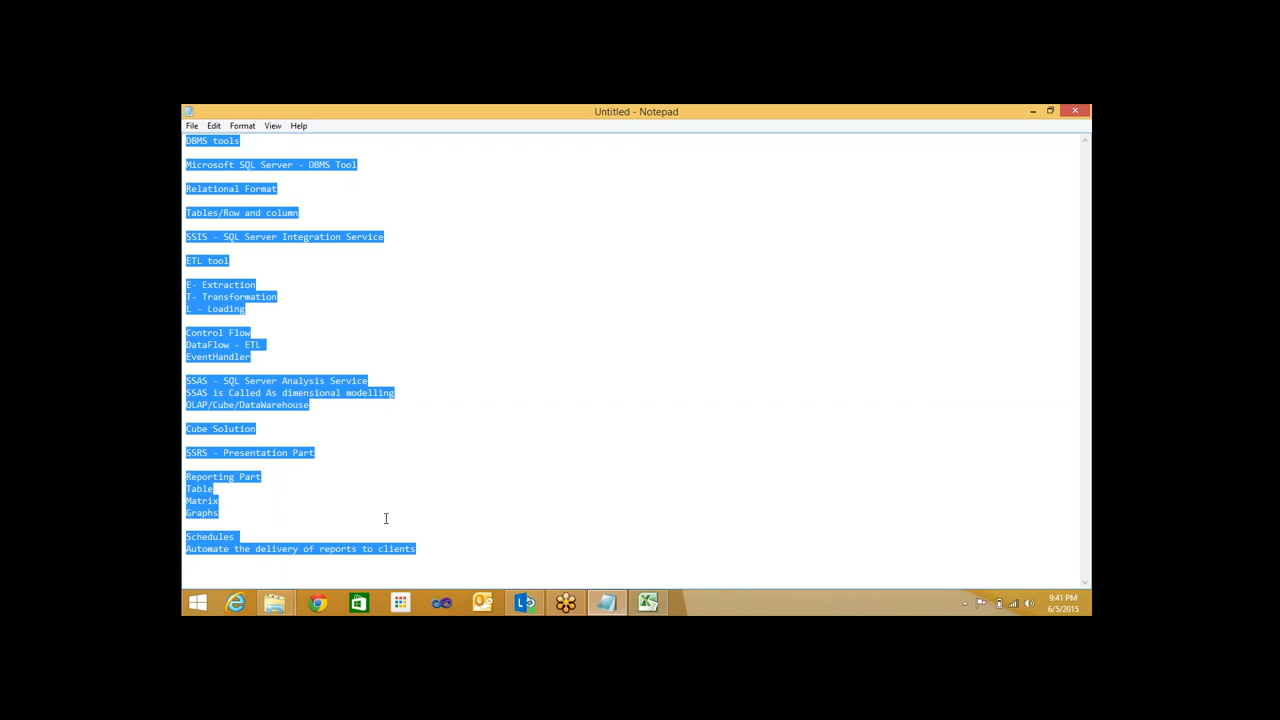 Untitled - Notepad
File Edit Format View Help
DBMS tools
Microsoft SQL Server - DBMS Tool
Relational Format
Tables/Row and column
SSIS - SQL Server Integration Service
ETL tool
E- Extraction
T- Transformation
L - Loading
Control Flow
DataFlow - ETL
EventHandler
SSAS - SQL Server Analysis Service
SSAS is Called As dimensional modelling
OLAP/Cube/DataWarehouse
Cube Solution
SSRS - Presentation Part
Reporting Part
Table
Matrix
Graphs
Schedules
Automate the delivery of reports to clients
9:41 PM
6/5/2015